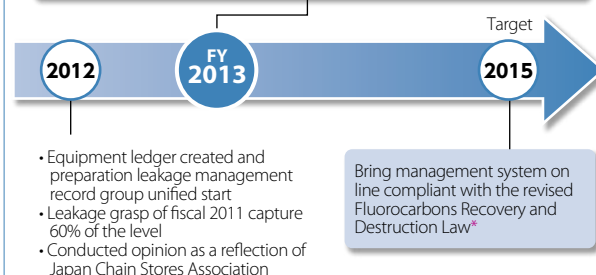 Target
2012
FY
2013
2015
• Equipment ledger created and
preparation leakage management
record group unified start
• Leakage grasp of fiscal 2011 capture
60% of the level
• Conducted opinion as a reflection of
Japan Chain Stores Association
Bring management system on
line compliant with the revised
Fluorocarbons Recovery and
Destruction Law*